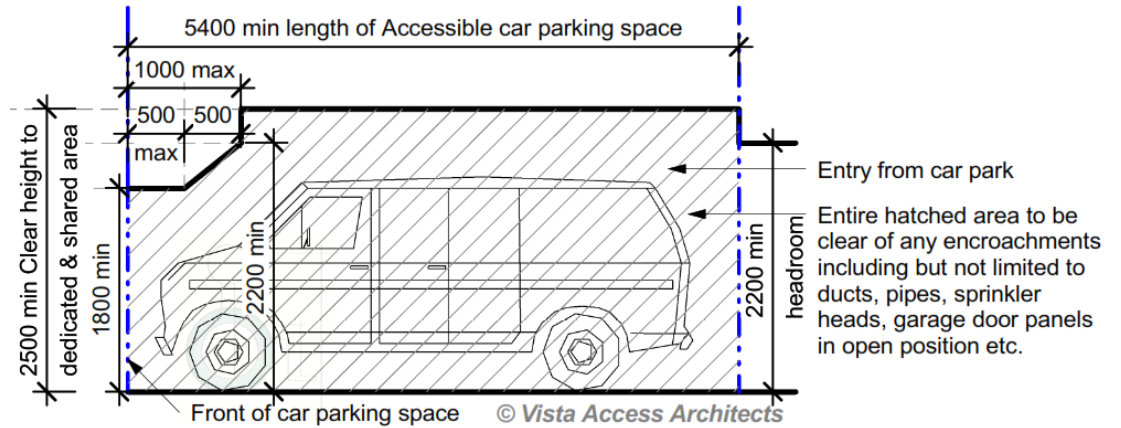 5400 min length of Accessible car parking space
1000 max
500
500
max
2500 min Clear height to
dedicated & shared area
1800 min
2200 min
2200 min
headroom
Entry from car park
Entire hatched area to be
clear of any encroachments
including but not limited to
ducts, pipes, sprinkler
heads, garage door panels
in open position etc.
Front of car parking space
© Vista Access Architects